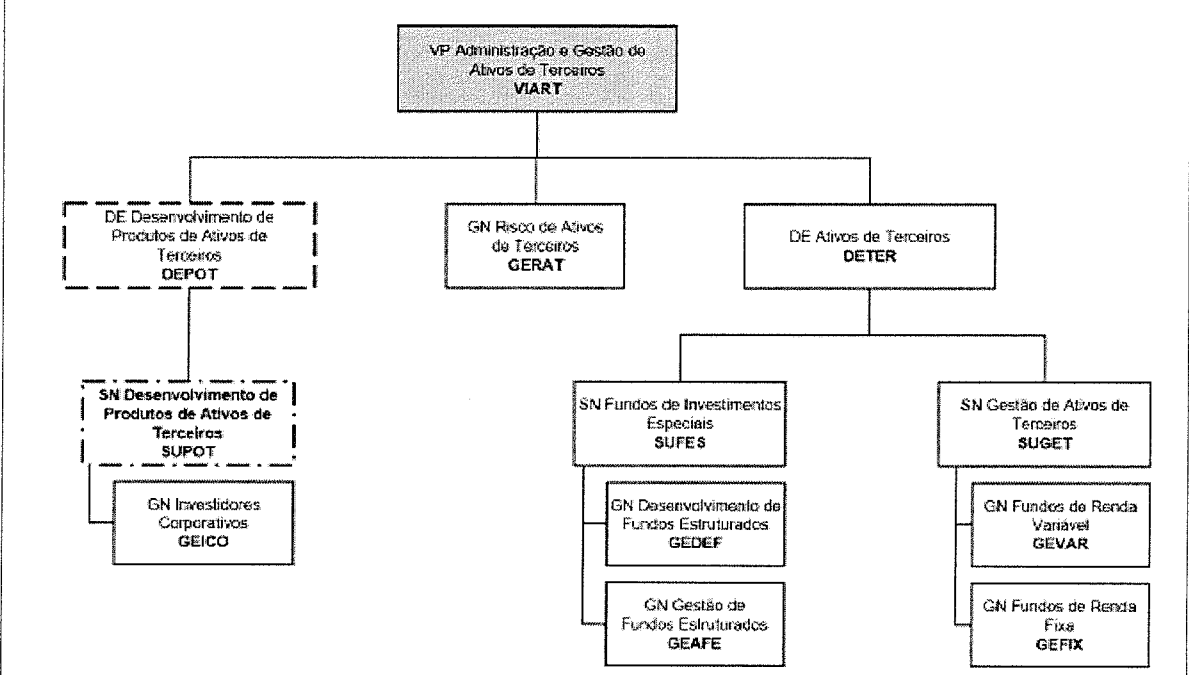 VP Administração e Gestão de
Ativos de Terceiros
VIART
DE Desenvolvimento de
Produtos de Ativos de
Terceiros
DEPOT
GN Risco de Ativos
de Terceiros
GERAT
DE Ativos de Terceiros
DETER
SN Desenvolvimento de
Produtos de Ativos de
Terceiros
SUPOT
GN Investidores
Corporativos
GEICO
SN Fundos de Investimentos
Especiais
SUFES
GN Desenvolvimento de
Fundos Estruturados
GEDEF
GN Gestão de
Fundos Estruturados
GEAFE
SN Gestão de Ativos de
Terceiros
SUGET
GN Fundos de Renda
Variável
GEVAR
GN Fundos de Renda
Fixa
GEFIX